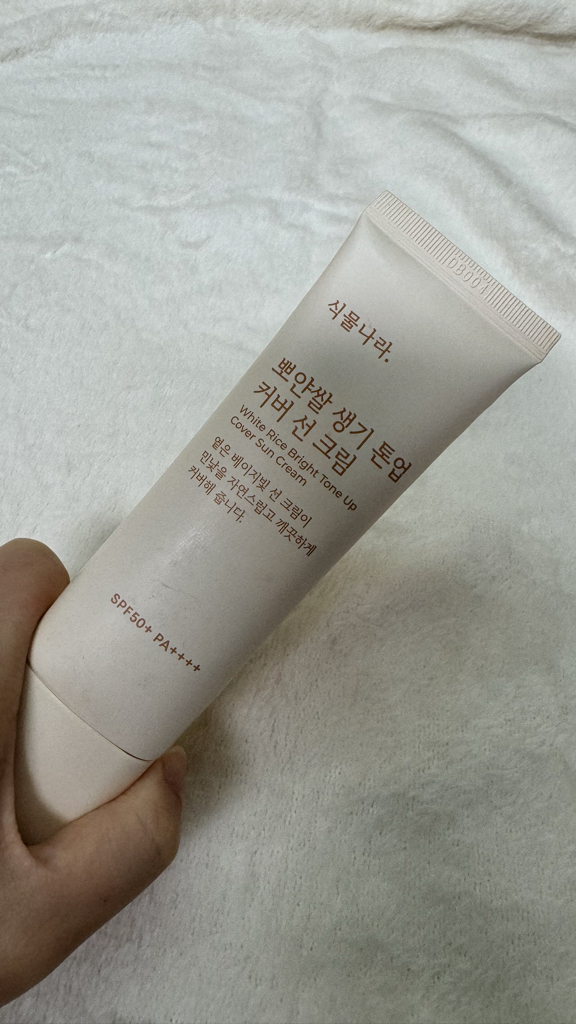 식물나라.
뽀얀쌀 생기 톤업
커버 선 크림
White Rice Bright Tone Up
Cover Sun Cream
옅은 베이지빛 선 크림이
민낯을 자연스럽고 깨끗하게
커버해 줍니다.
SPF50+ PA++++